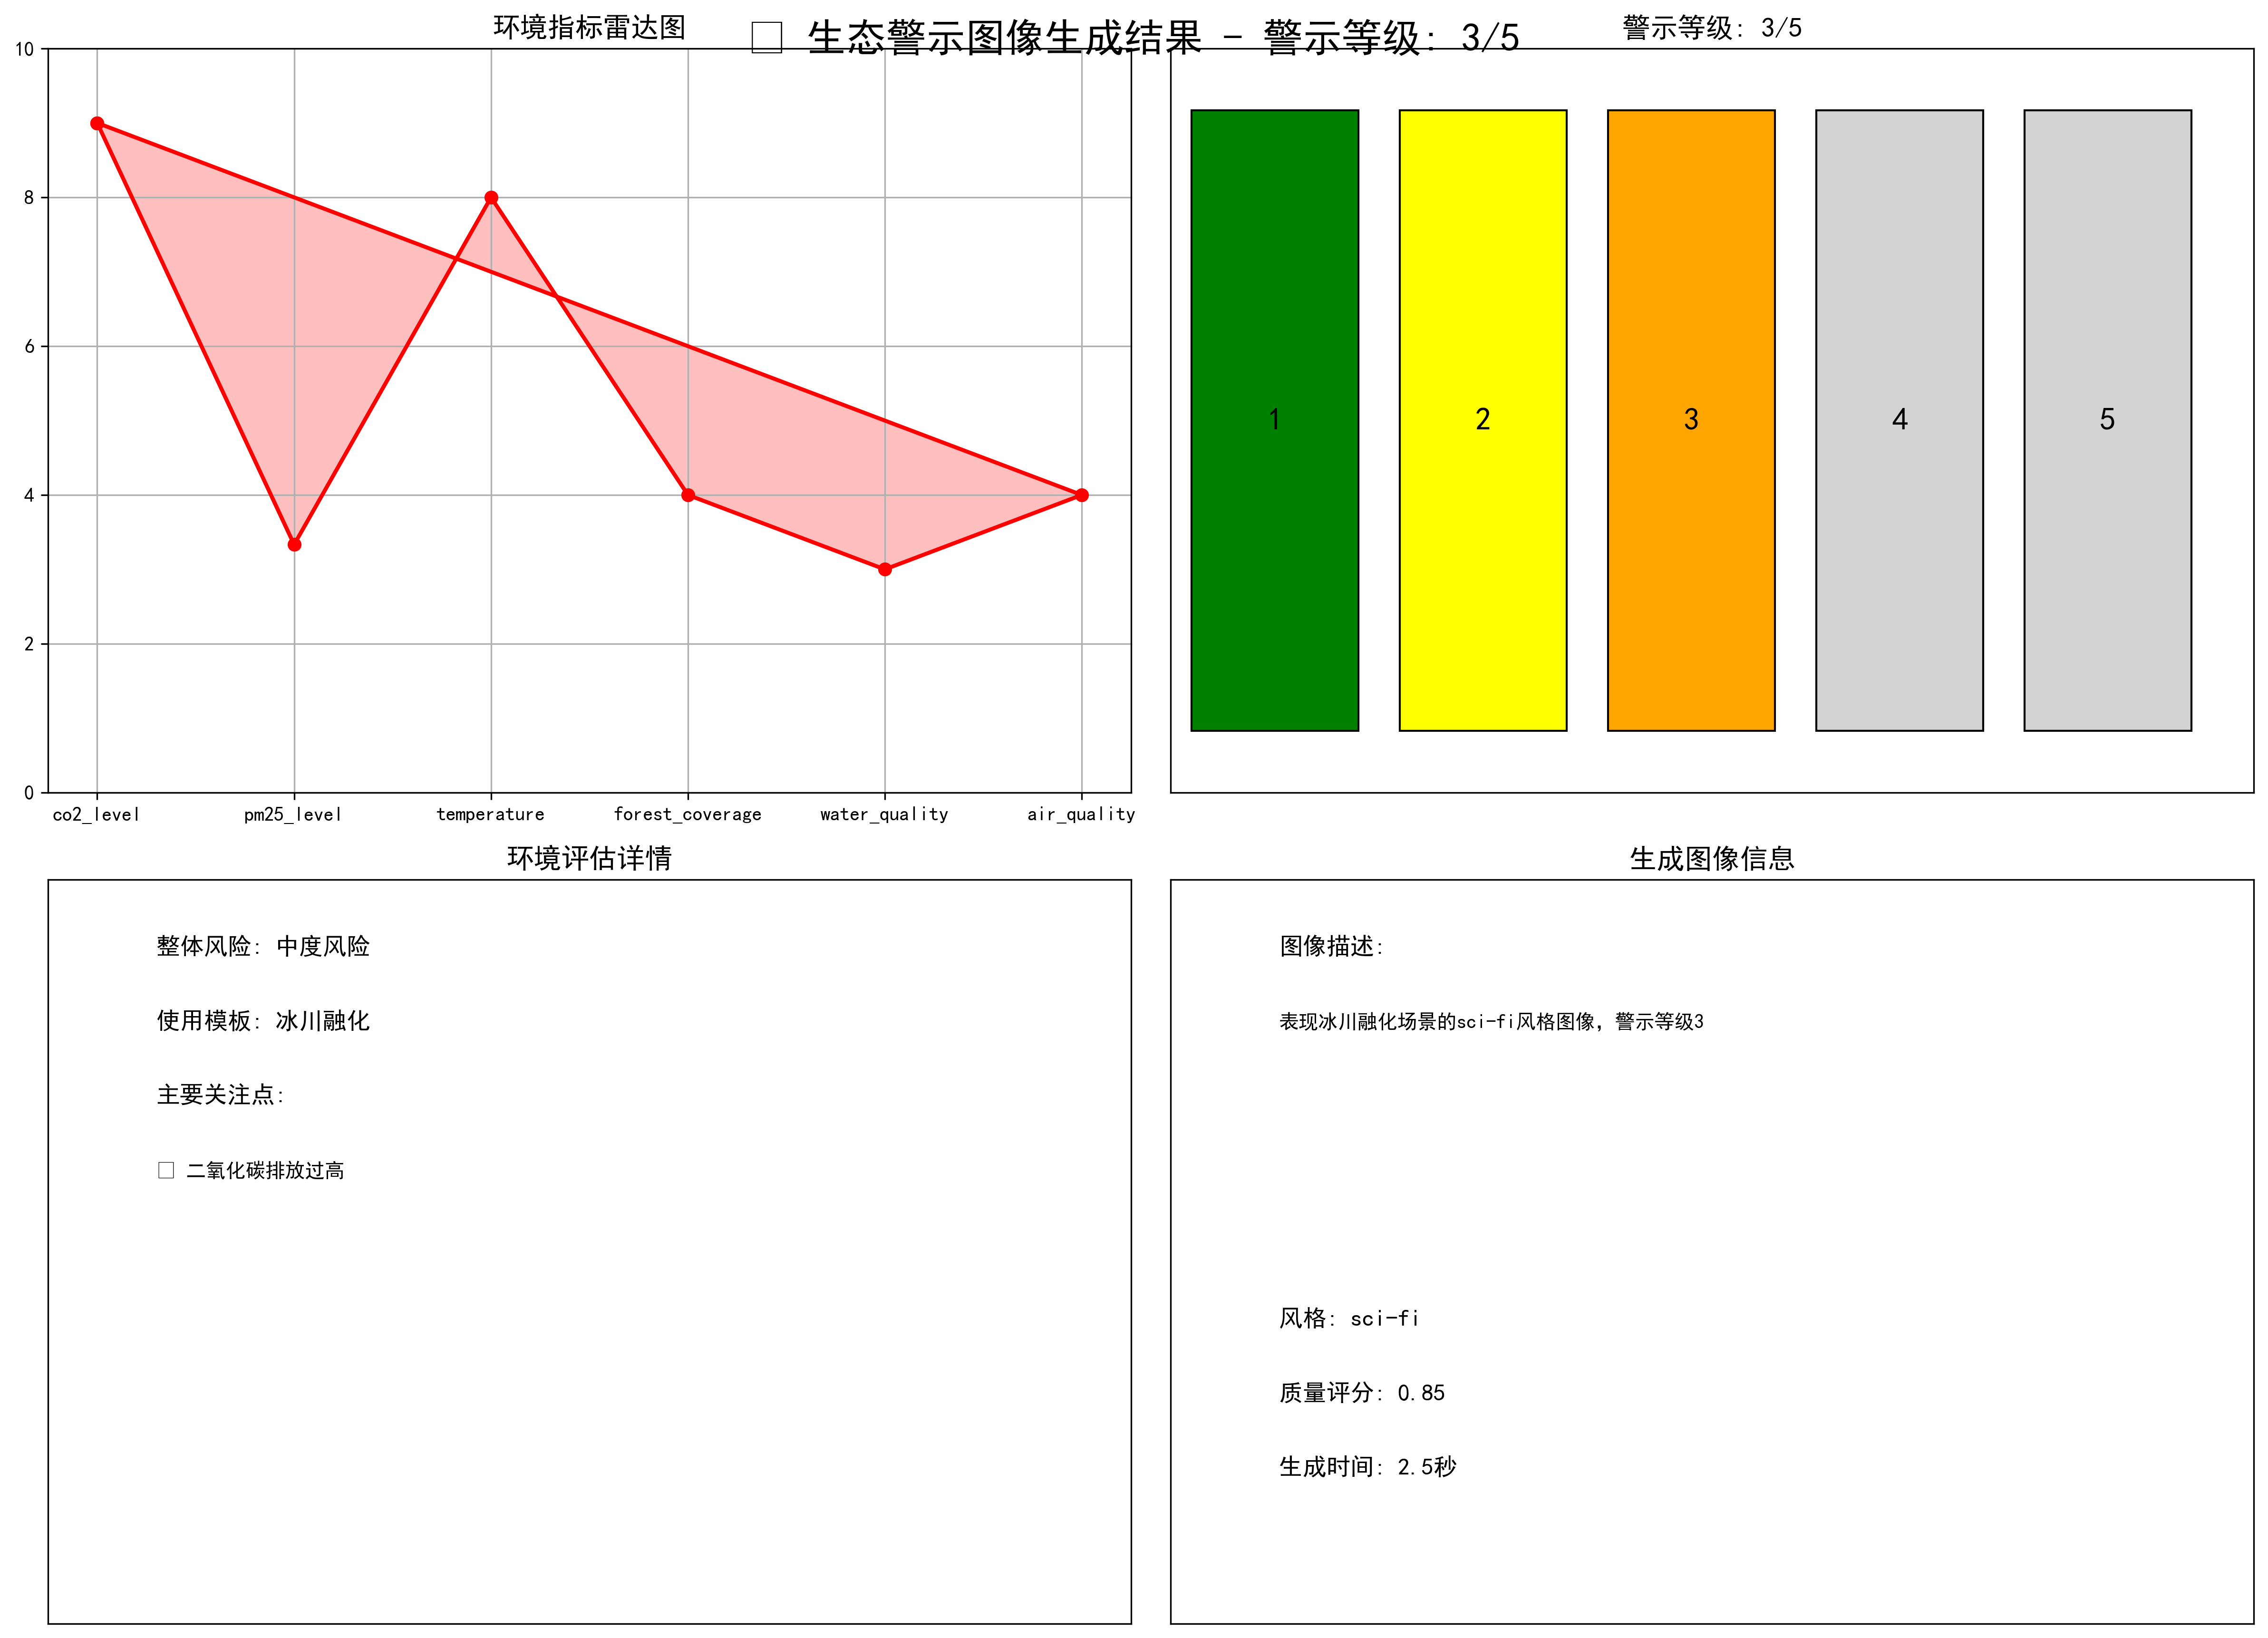 □ 生态警示图像生成结果 - 警示等级: 3/5
环境指标雷达图
10
8
6
4
2
0
co2_level
pm25_level
temperature
forest_coverage
water_quality
air_quality
警示等级: 3/5
1
2
3
4
5
环境评估详情
整体风险: 中度风险
使用模板: 冰川融化
主要关注点:
□ 二氧化碳排放过高
生成图像信息
图像描述:
表现冰川融化场景的sci-fi风格图像，警示等级3
风格: sci-fi
质量评分: 0.85
生成时间: 2.5秒